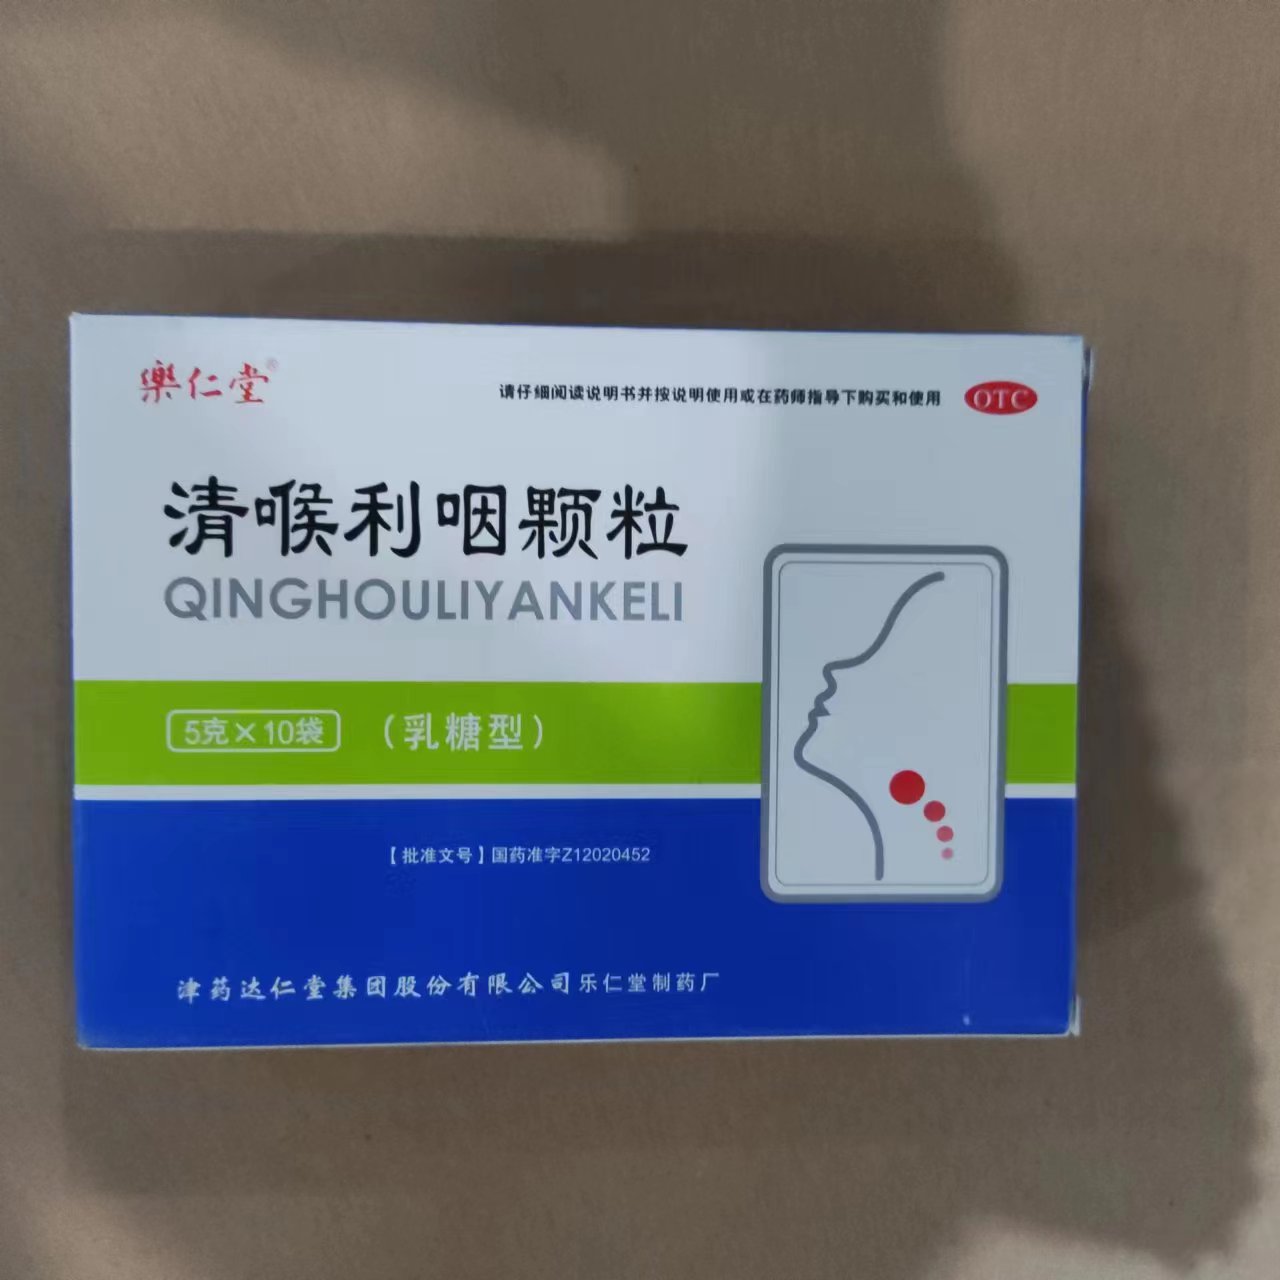 樂仁堂®
请仔细阅读说明书并按说明使用或在药师指导下购买和使用
OTC
清喉利咽颗粒
QINGHOULIYANKELI
5克×10袋 （乳糖型）
【批准文号】国药准字Z12020452
津药达仁堂集团股份有限公司乐仁堂制药厂